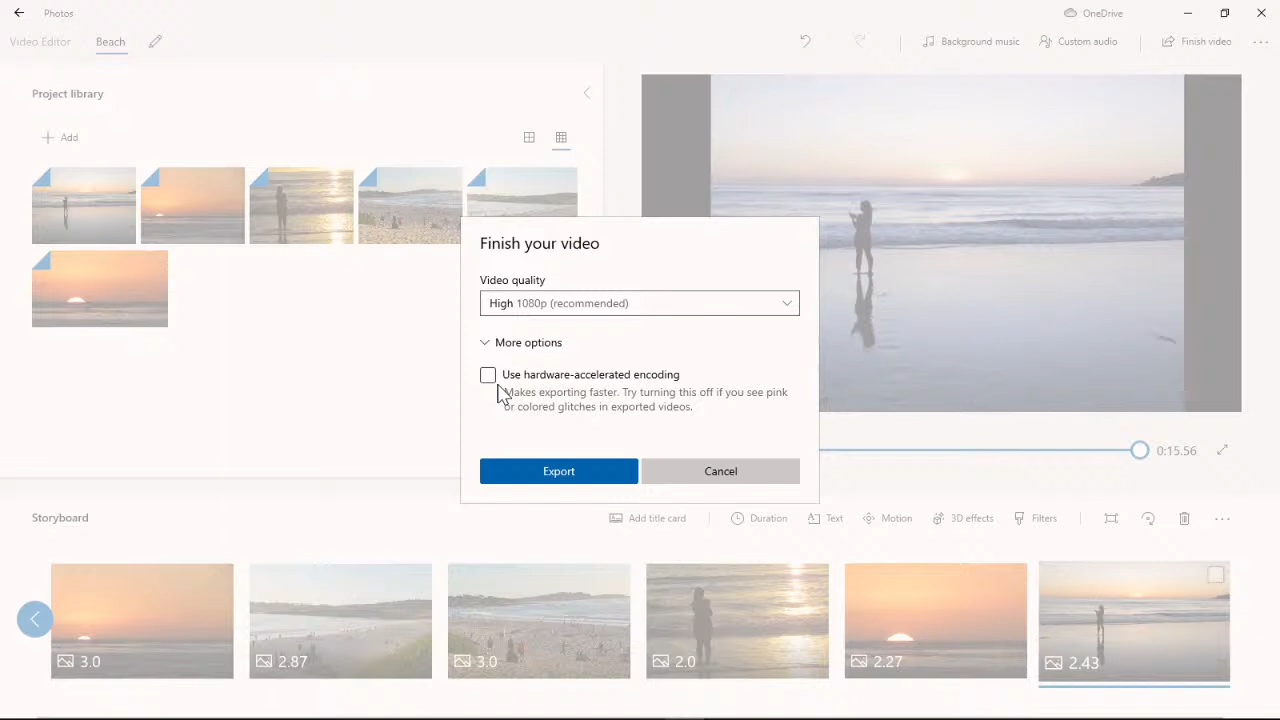 Photos
OneDrive
Video Editor
Beach
Background music
Custom audio
Finish video
Project library
Add
Finish your video
Video quality
High 1080p (recommended)
More options
Use hardware-accelerated encoding
Makes exporting faster. Try turning this off if you see pink
or colored glitches in exported videos.
Export
Cancel
0:15.56
Storyboard
Add title card
Duration
Text
Motion
3D effects
Filters
3.0
2.87
3.0
2.0
2.27
2.43